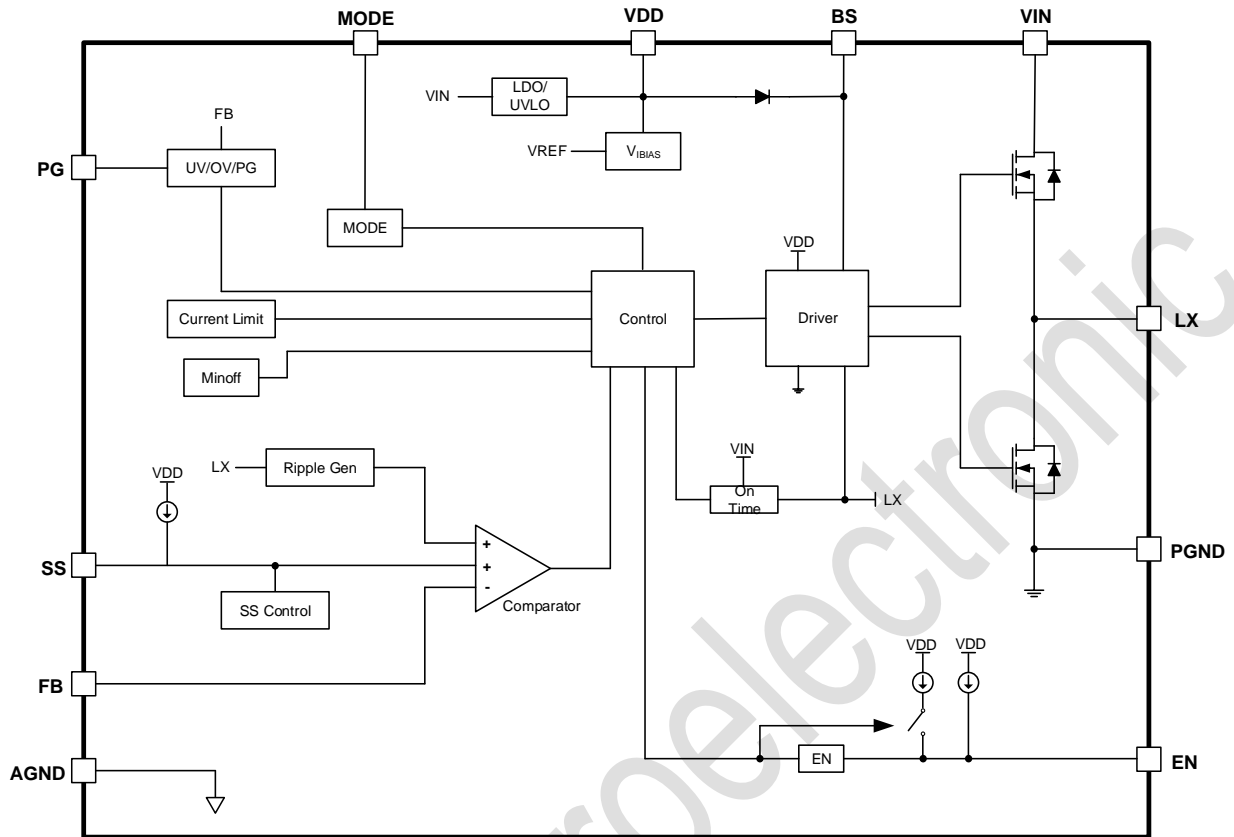 MODE
VDD
BS
VIN
VIN
LDO/
UVLO
FB
VREF
VIBIAS
PG
UV/OV/PG
MODE
VDD
Current Limit
Control
Driver
LX
Minoff
LX
Ripple Gen
VIN
VDD
On
Time
LX
+
+
-
SS
PGND
SS Control
Comparator
VDD
VDD
FB
EN
EN
AGND
roelectronic